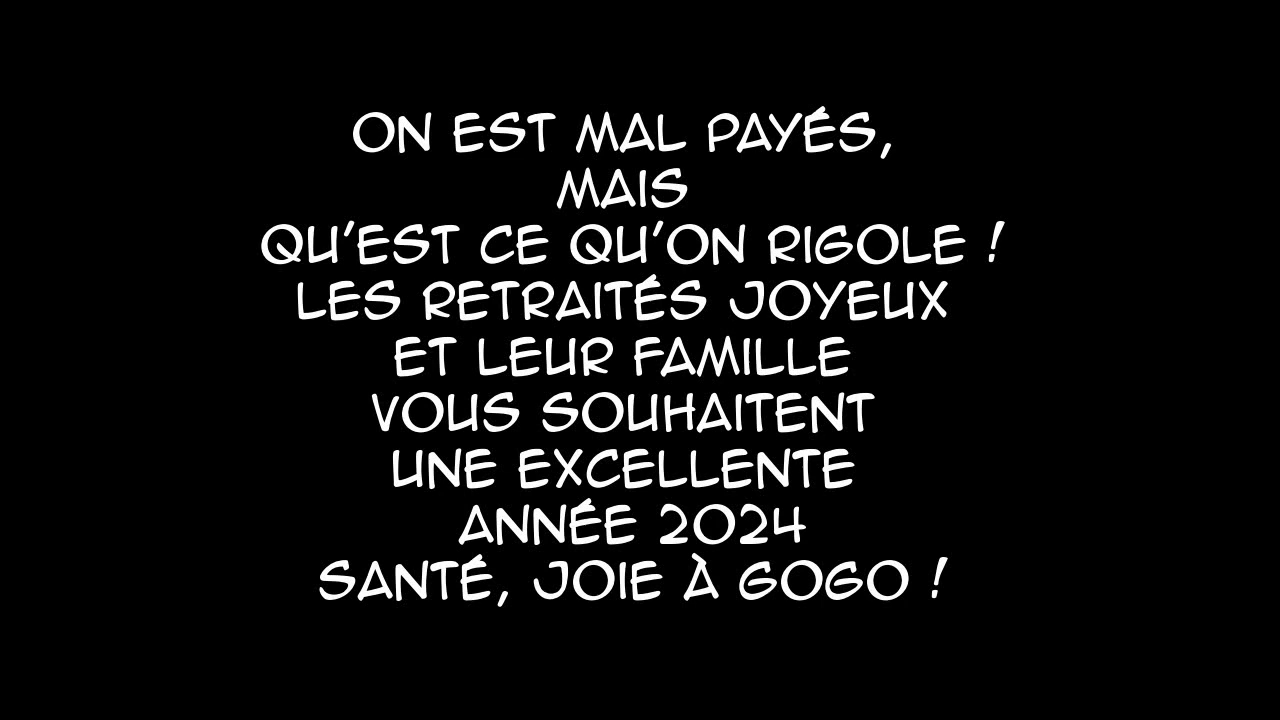 ON EST MAL PAYÉS,
MAIS
QU'EST CE QU'ON RIGOLE !
LES RETRAITÉS JOYEUX
ET LEUR FAMILLE
VOUS SOUHAITENT
UNE EXCELLENTE
ANNÉE 2024
SANTÉ, JOIE À GOGO !